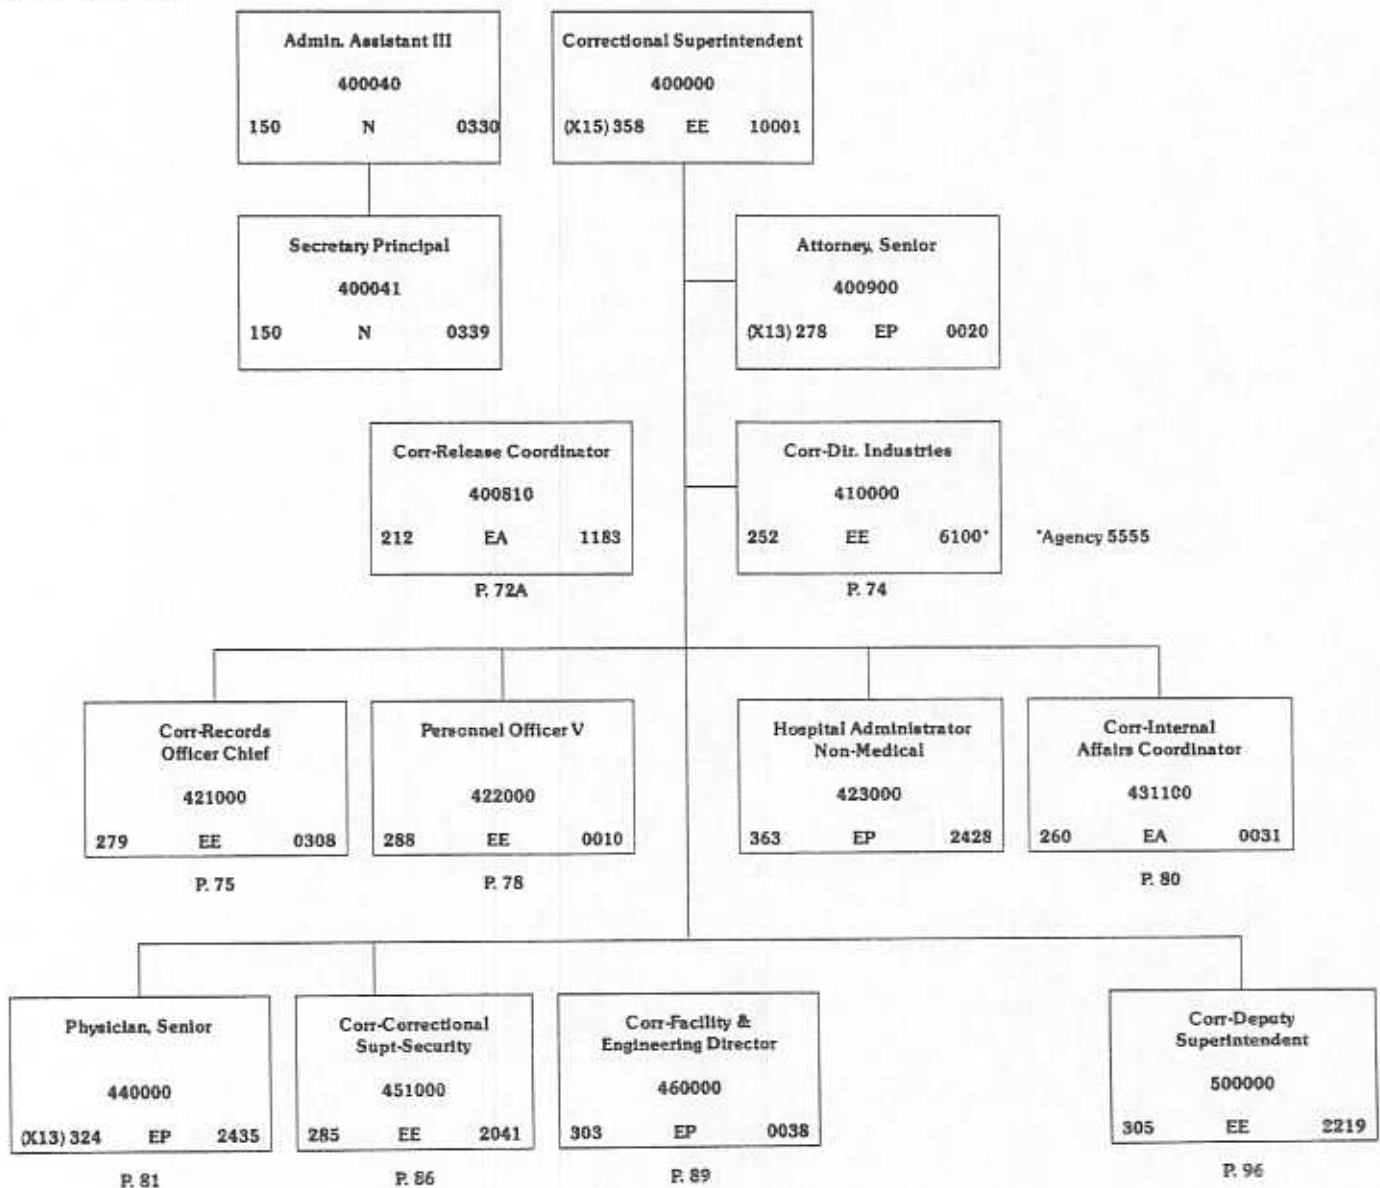 Admin. Assistant III
400040
150 N 0330
Correctional Superintendent
400000
(X15) 358 EE 10001
Secretary Principal
400041
150 N 0339
Attorney, Senior
400900
(X13) 278 EP 0020
Corr-Release Coordinator
400810
212 EA 1183
P. 72A
Corr-Dir. Industries
410000
252 EE 6100*
*Agency 5555
P. 74
Corr-Records
Officer Chief
421000
279 EE 0308
P. 75
Personnel Officer V
422000
288 EE 0010
P. 78
Hospital Administrator
Non-Medical
423000
363 EP 2428
Corr-Internal
Affairs Coordinator
431100
260 EA 0031
P. 80
Physician, Senior
440000
(X13) 324 EP 2435
P. 81
Corr-Correctional
Supt-Security
451000
285 EE 2041
P. 86
Corr-Facility &
Engineering Director
460000
303 EP 0038
P. 89
Corr-Deputy
Superintendent
500000
305 EE 2219
P. 96